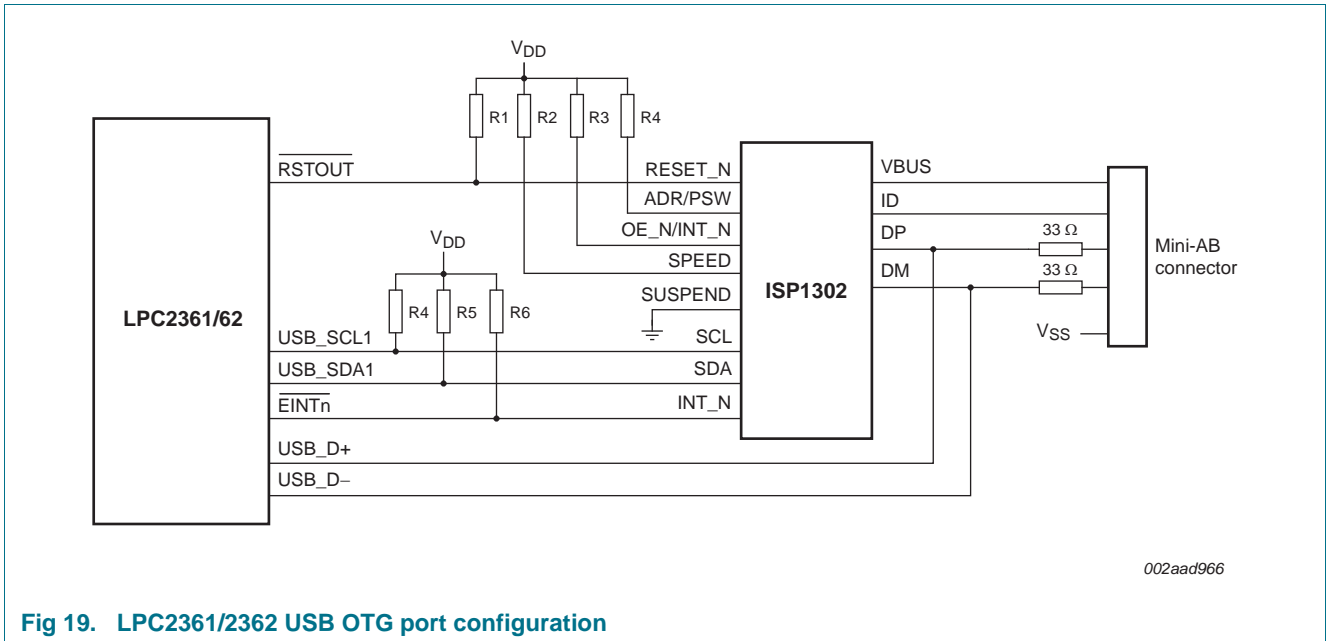 VDD
R1 R2 R3 R4
RSTOUT
RESET_N
VBUS
ADR/PSW
ID
OE_N/INT_N
DP
33 Ω
VDD
SPEED
DM
33 Ω
Mini-AB
connector
SUSPEND
ISP1302
LPC2361/62
R4 R5 R6
VSS
USB_SCL1
SCL
USB_SDA1
SDA
EINTn
INT_N
USB_D+
USB_D−
002aad966
Fig 19. LPC2361/2362 USB OTG port configuration